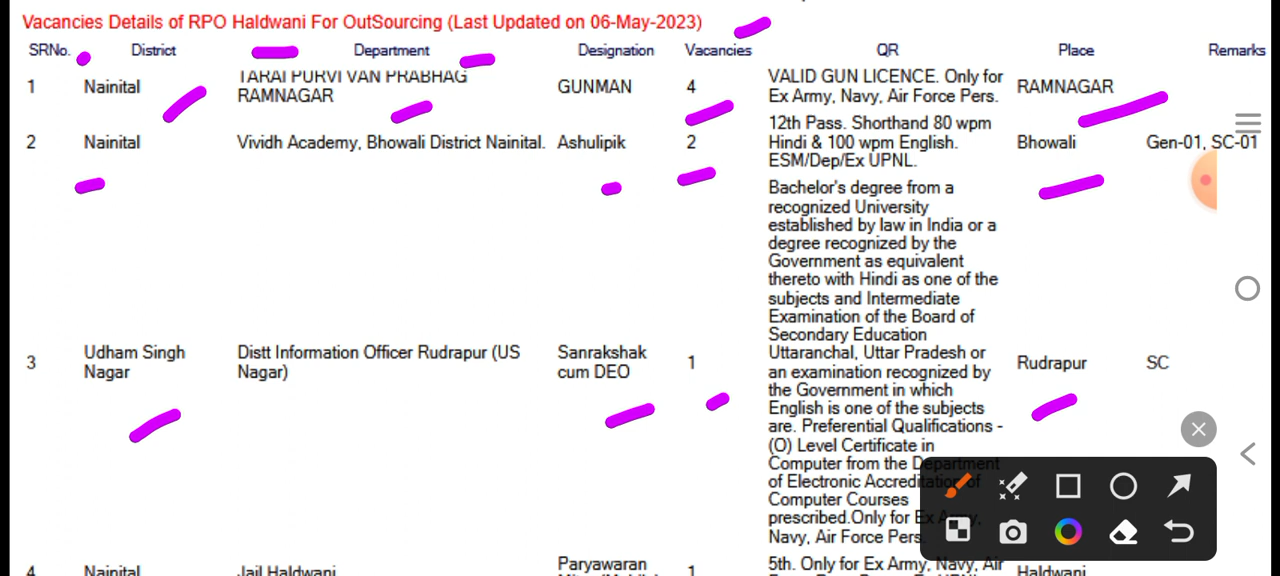 Vacancies Details of RPO Haldwani For OutSourcing (Last Updated on 06-May-2023)
SRNo. District Department Designation Vacancies QR Place Remarks
1 Nainital TARAI PURVI VAN PRABHAG RAMNAGAR GUNMAN 4 VALID GUN LICENCE. Only for Ex Army, Navy, Air Force Pers. RAMNAGAR
2 Nainital Vividh Academy, Bhowali District Nainital. Ashulipik 2 12th Pass. Shorthand 80 wpm Hindi & 100 wpm English. ESM/Dep/Ex UPNL. Bhowali Gen-01, SC-01
3 Udham Singh Nagar Distt Information Officer Rudrapur (US Nagar) Sanrakshak cum DEO 1
Bachelor's degree from a
recognized University
established by law in India or a
degree recognized by the
Government as equivalent
thereto with Hindi as one of the
subjects and Intermediate
Examination of the Board of
Secondary Education
Uttaranchal, Uttar Pradesh or
an examination recognized by
the Government in which
English is one of the subjects
are. Preferential Qualifications -
(O) Level Certificate in
Computer from the Department
of Electronic Accreditation of
Computer Courses
prescribed.Only for Ex Army,
Navy, Air Force Pers.
Rudrapur SC
4 Nainital Jail Haldwani Paryawaran 1 5th. Only for Ex Army, Navy, Air Haldwani